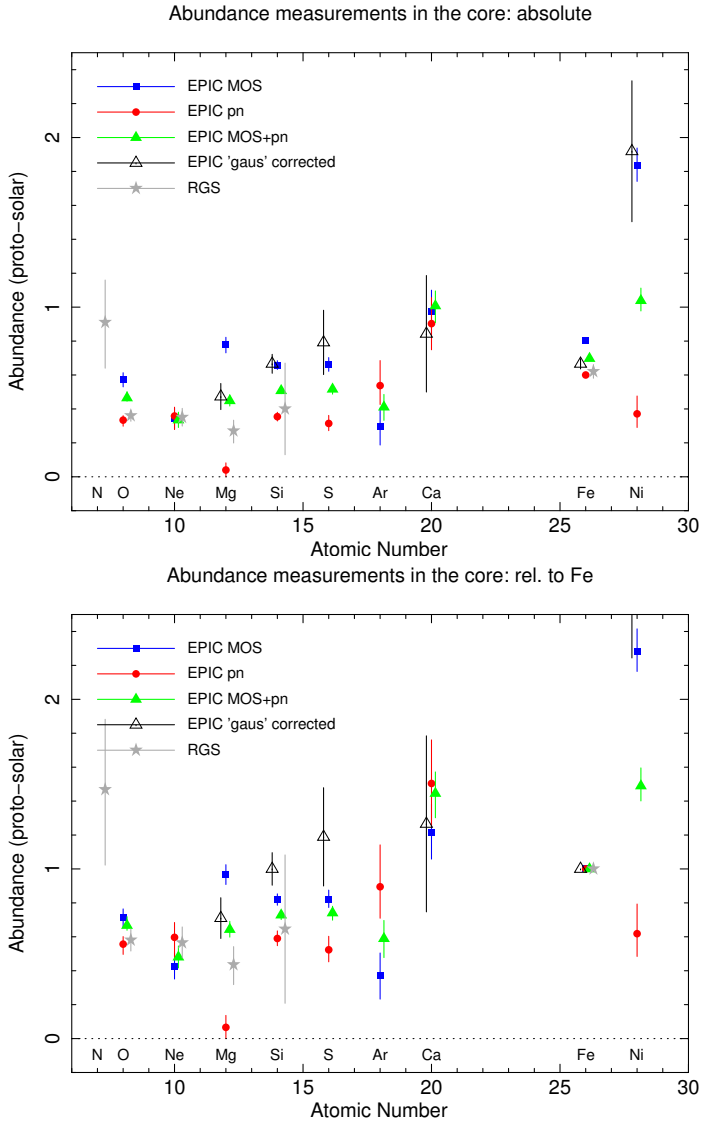 Abundance measurements in the core: absolute
Abundance (proto−solar)
2
1
0
EPIC MOS
EPIC pn
EPIC MOS+pn
EPIC 'gaus' corrected
RGS
N O Ne Mg Si S Ar Ca Fe Ni
10 15 20 25 30
Atomic Number
Abundance measurements in the core: rel. to Fe
Abundance (proto−solar)
2
1
0
EPIC MOS
EPIC pn
EPIC MOS+pn
EPIC 'gaus' corrected
RGS
N O Ne Mg Si S Ar Ca Fe Ni
10 15 20 25 30
Atomic Number